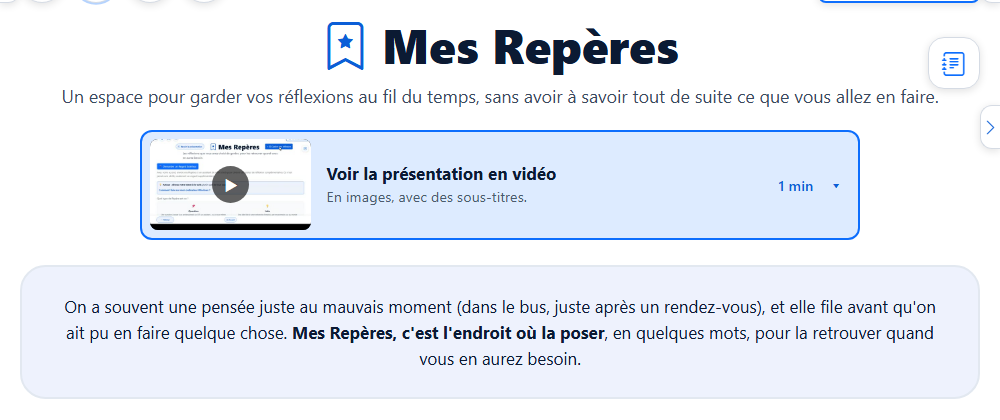 Mes Repères
Un espace pour garder vos réflexions au fil du temps, sans avoir à savoir tout de suite ce que vous allez en faire.
Mes Repères
Voir la présentation en vidéo
1 min
En images, avec des sous-titres.
On a souvent une pensée juste au mauvais moment (dans le bus, juste après un rendez-vous), et elle file avant qu'on
ait pu en faire quelque chose. Mes Repères, c'est l'endroit où la poser, en quelques mots, pour la retrouver quand
vous en aurez besoin.